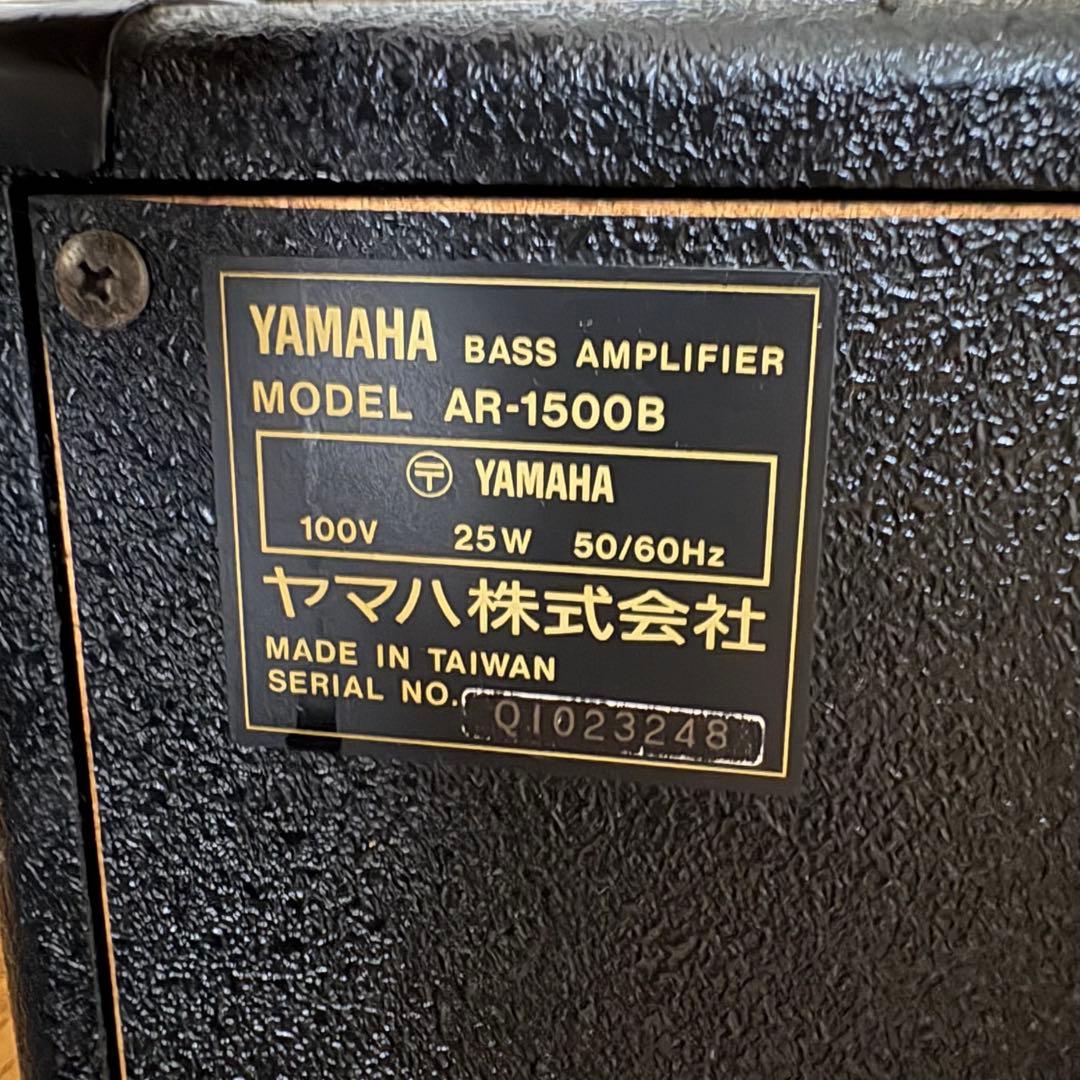 YAMAHA BASS AMPLIFIER
MODEL AR-1500B
〶 YAMAHA
100V 25W 50/60Hz
ヤマハ株式会社
MADE IN TAIWAN
SERIAL NO. QI023248